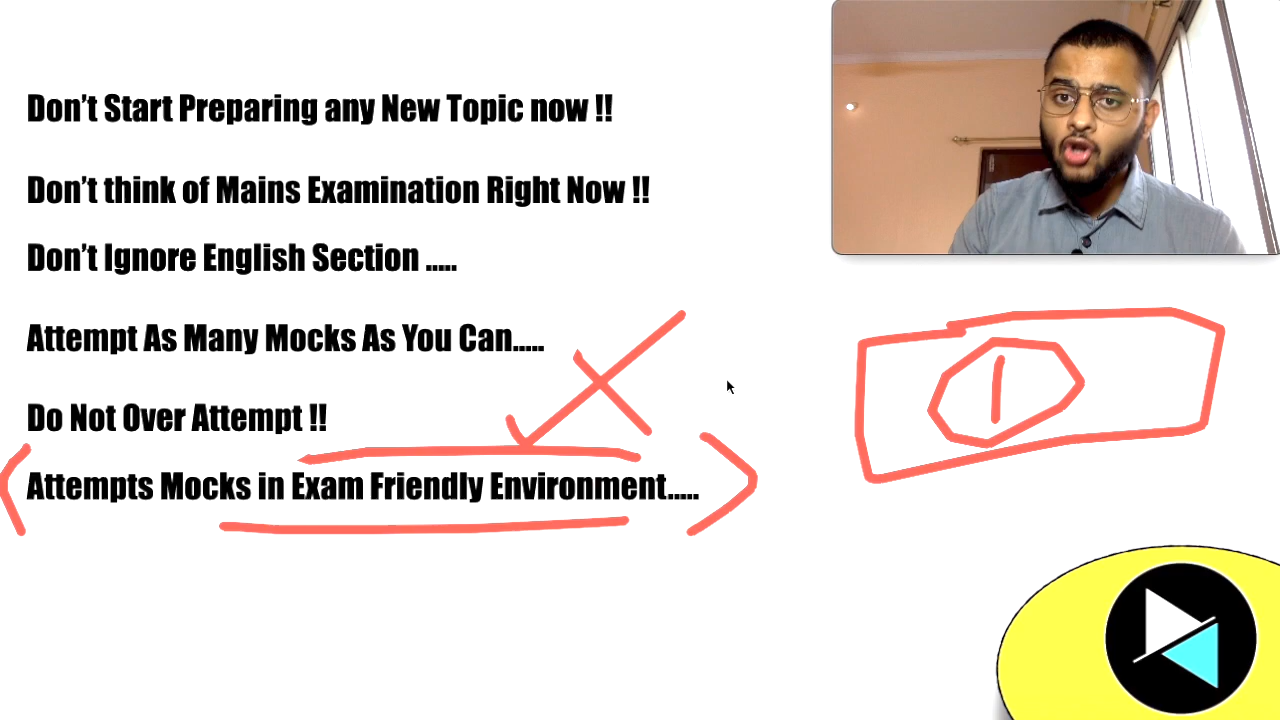 Don't Start Preparing any New Topic now !!
Don't think of Mains Examination Right Now !!
Don't Ignore English Section .....
Attempt As Many Mocks As You Can.....
Do Not Over Attempt !!
Attempts Mocks in Exam Friendly Environment.....
1